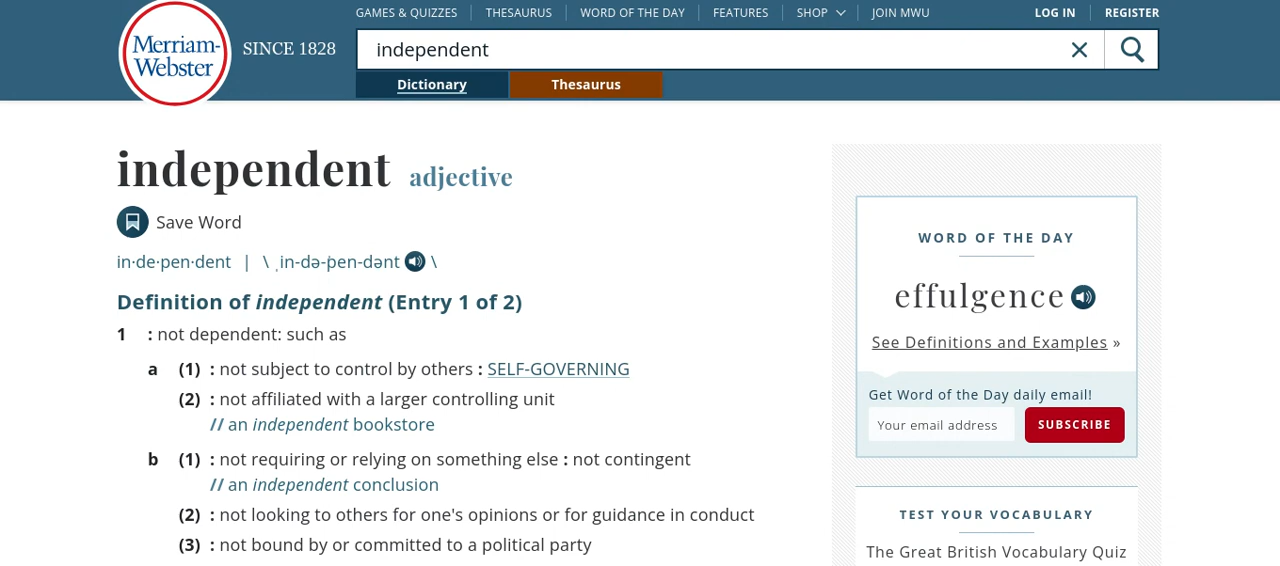 GAMES & QUIZZES THESAURUS WORD OF THE DAY FEATURES SHOP JOIN MWU LOG IN REGISTER
Merriam-
Webster
SINCE 1828
independent
Dictionary Thesaurus
independent adjective
Save Word
in·de·pen·dent | \ ˌin-də-ˈpen-dənt \
Definition of independent (Entry 1 of 2)
1 : not dependent: such as
a (1) : not subject to control by others : SELF-GOVERNING
(2) : not affiliated with a larger controlling unit
// an independent bookstore
b (1) : not requiring or relying on something else : not contingent
// an independent conclusion
(2) : not looking to others for one's opinions or for guidance in conduct
(3) : not bound by or committed to a political party
WORD OF THE DAY
effulgence
See Definitions and Examples »
Get Word of the Day daily email!
Your email address SUBSCRIBE
TEST YOUR VOCABULARY
The Great British Vocabulary Quiz